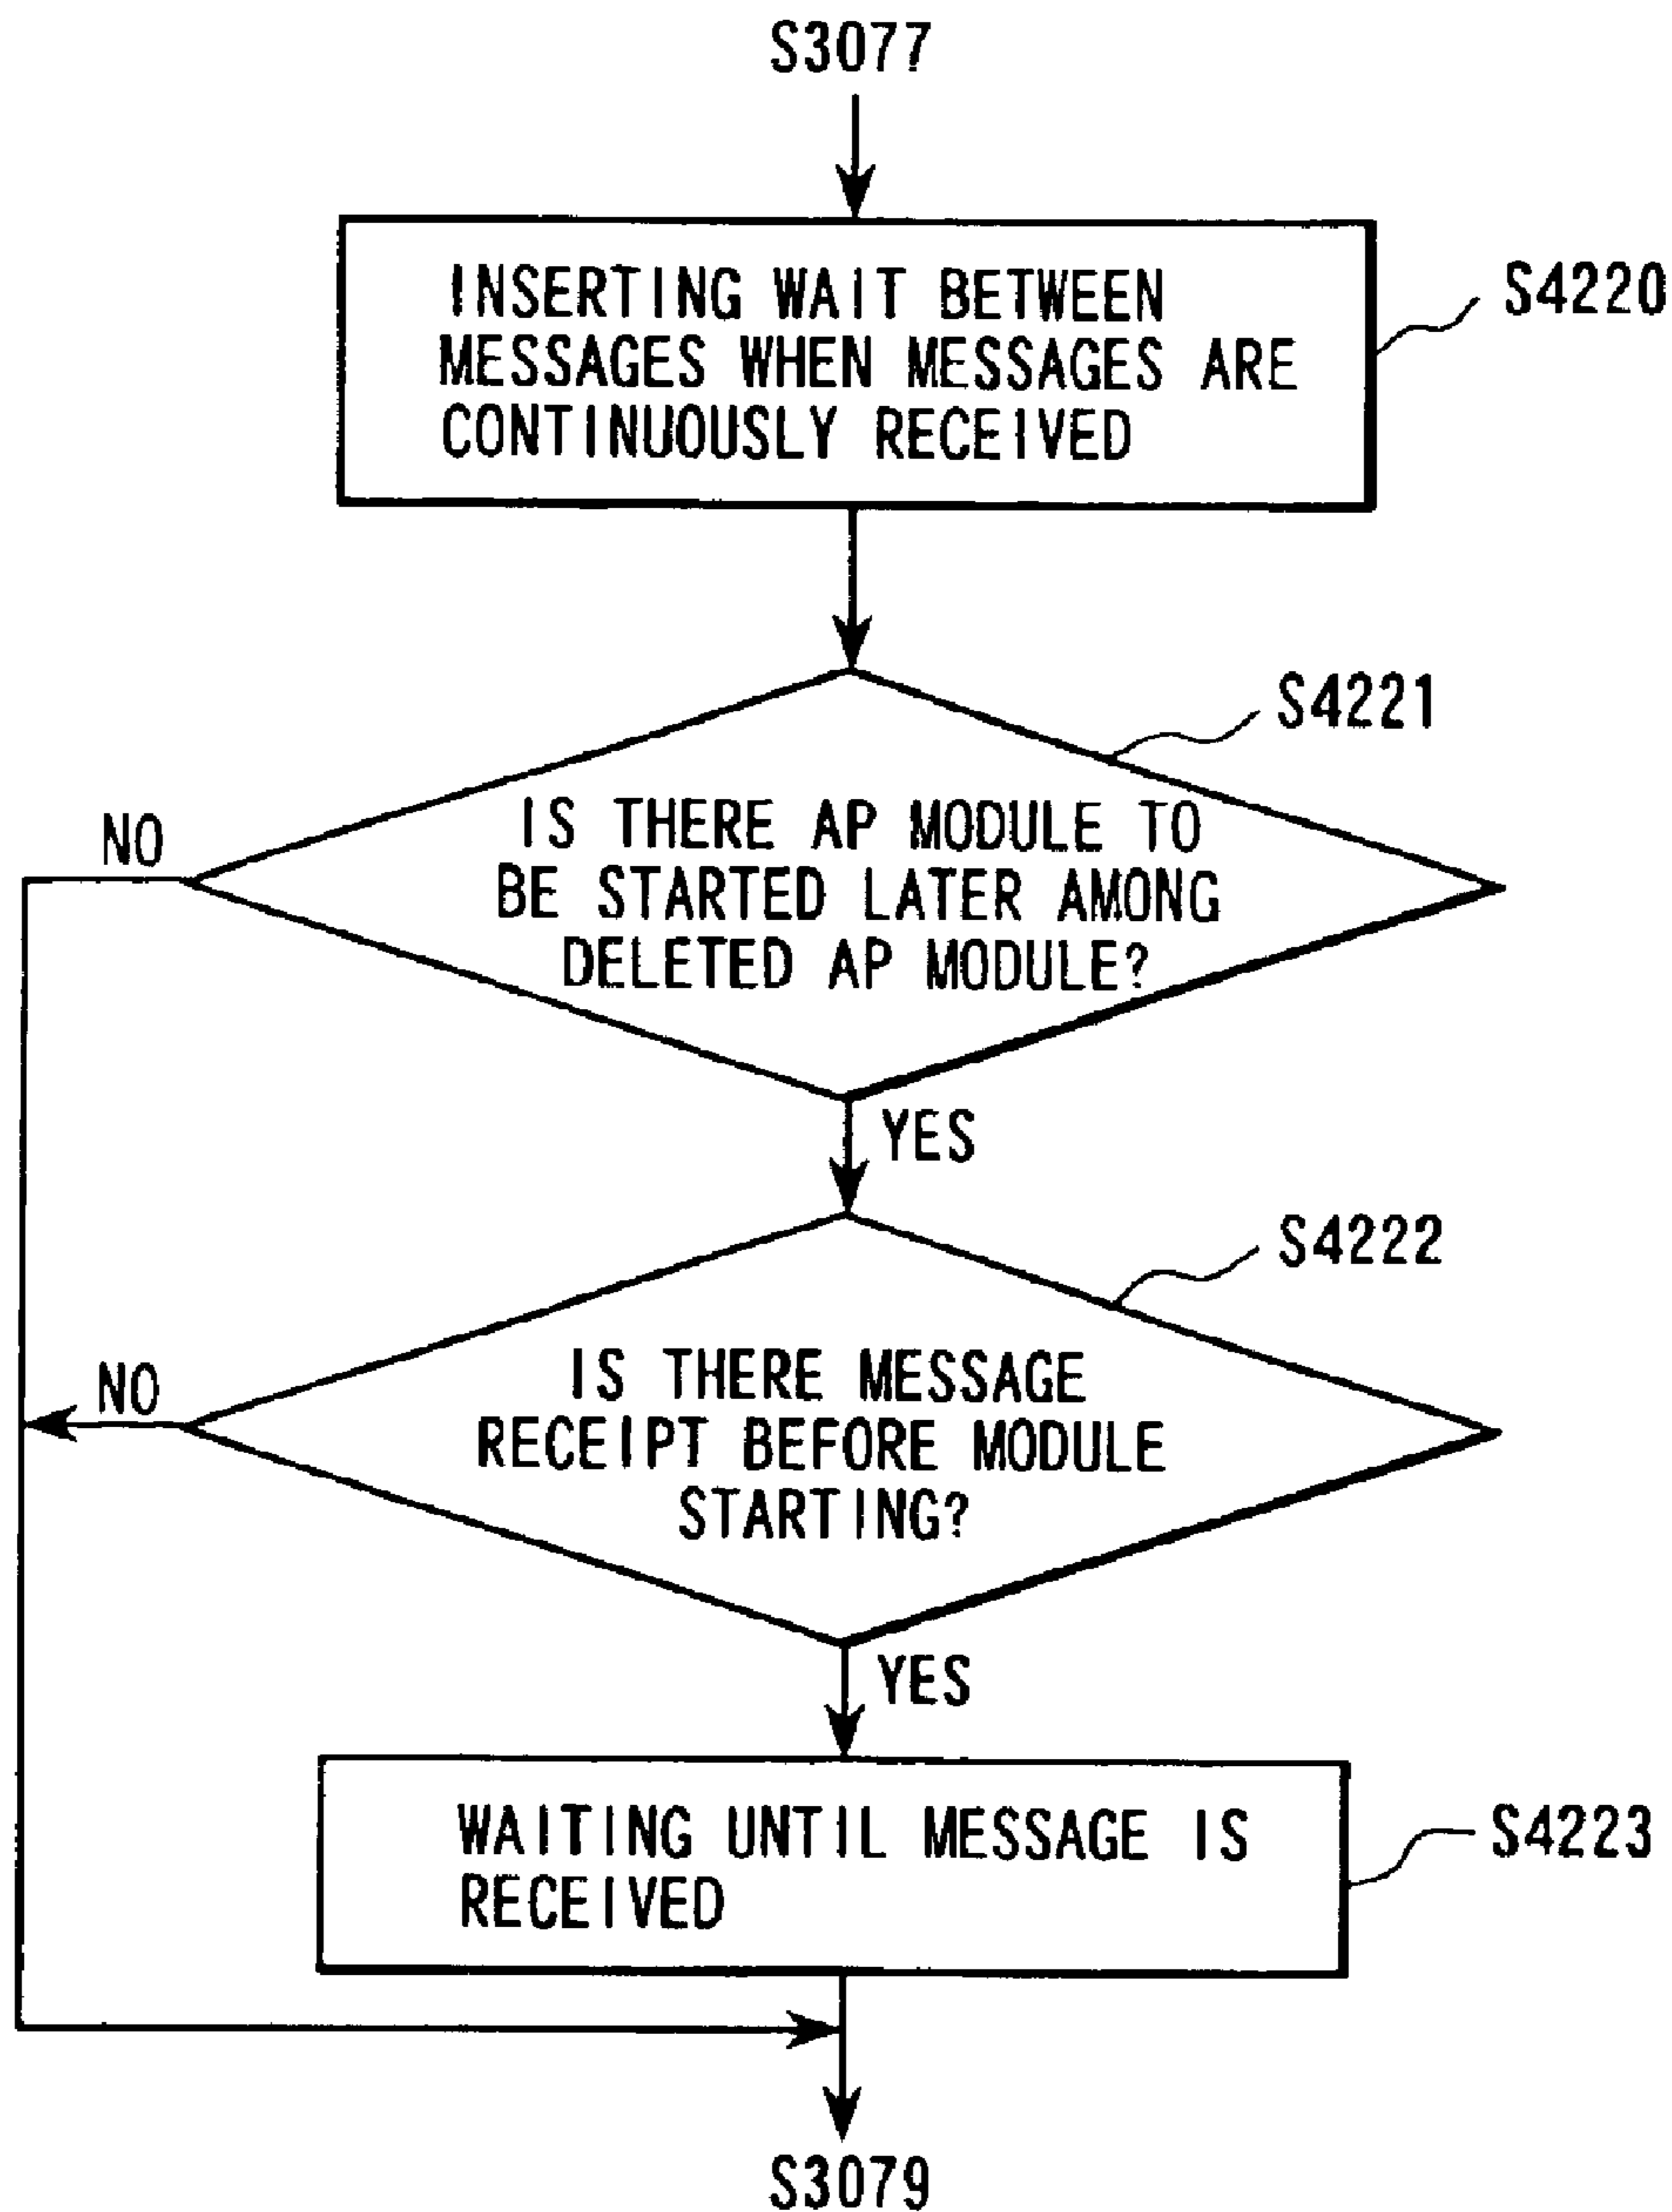 S3077
INSERTING WAIT BETWEEN
MESSAGES WHEN MESSAGES ARE
CONTINUOUSLY RECEIVED
S4220
S4221
IS THERE AP MODULE TO
BE STARTED LATER AMONG
DELETED AP MODULE?
NO
YES
S4222
IS THERE MESSAGE
RECEIPT BEFORE MODULE
STARTING?
NO
YES
WAITING UNTIL MESSAGE IS
RECEIVED
S4223
S3079